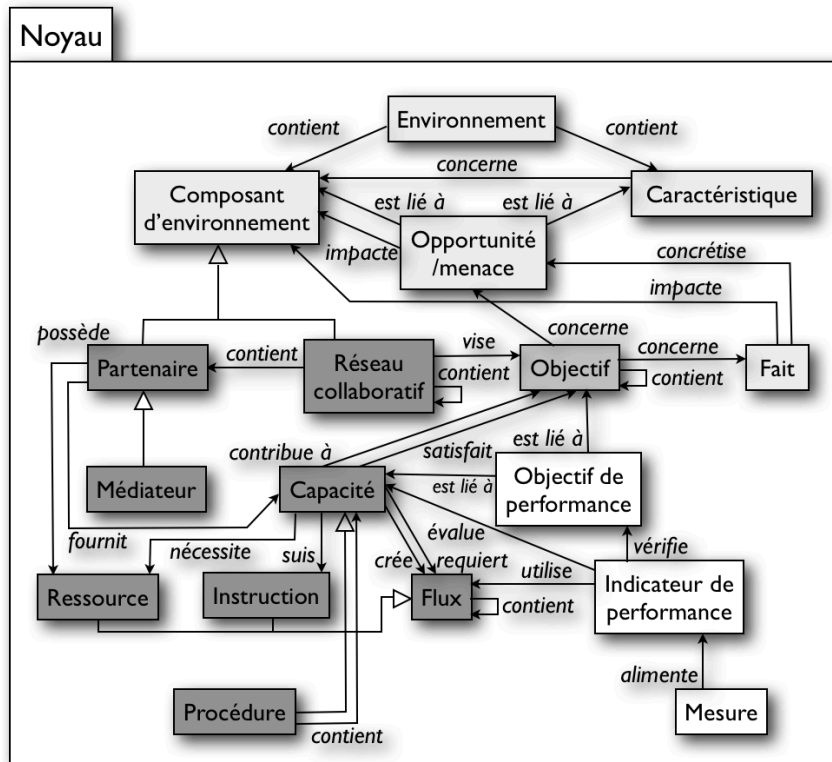 Noyau
Environnement
contient
contient
concerne
Composant
d'environnement
Caractéristique
est lié à
est lié à
Opportunité
/menace
impacte
concrétise
impacte
possède
concerne
vise
Partenaire
contient
Réseau
collaboratif
contient
Objectif
concerne
contient
Fait
est lié à
contribue à
satisfait
Médiateur
Capacité
est lié à
Objectif de
performance
fournit
nécessite
suis
évalue
crée
requiert
vérifie
utilise
Ressource
Instruction
Flux
contient
Indicateur de
performance
alimente
Procédure
contient
Mesure